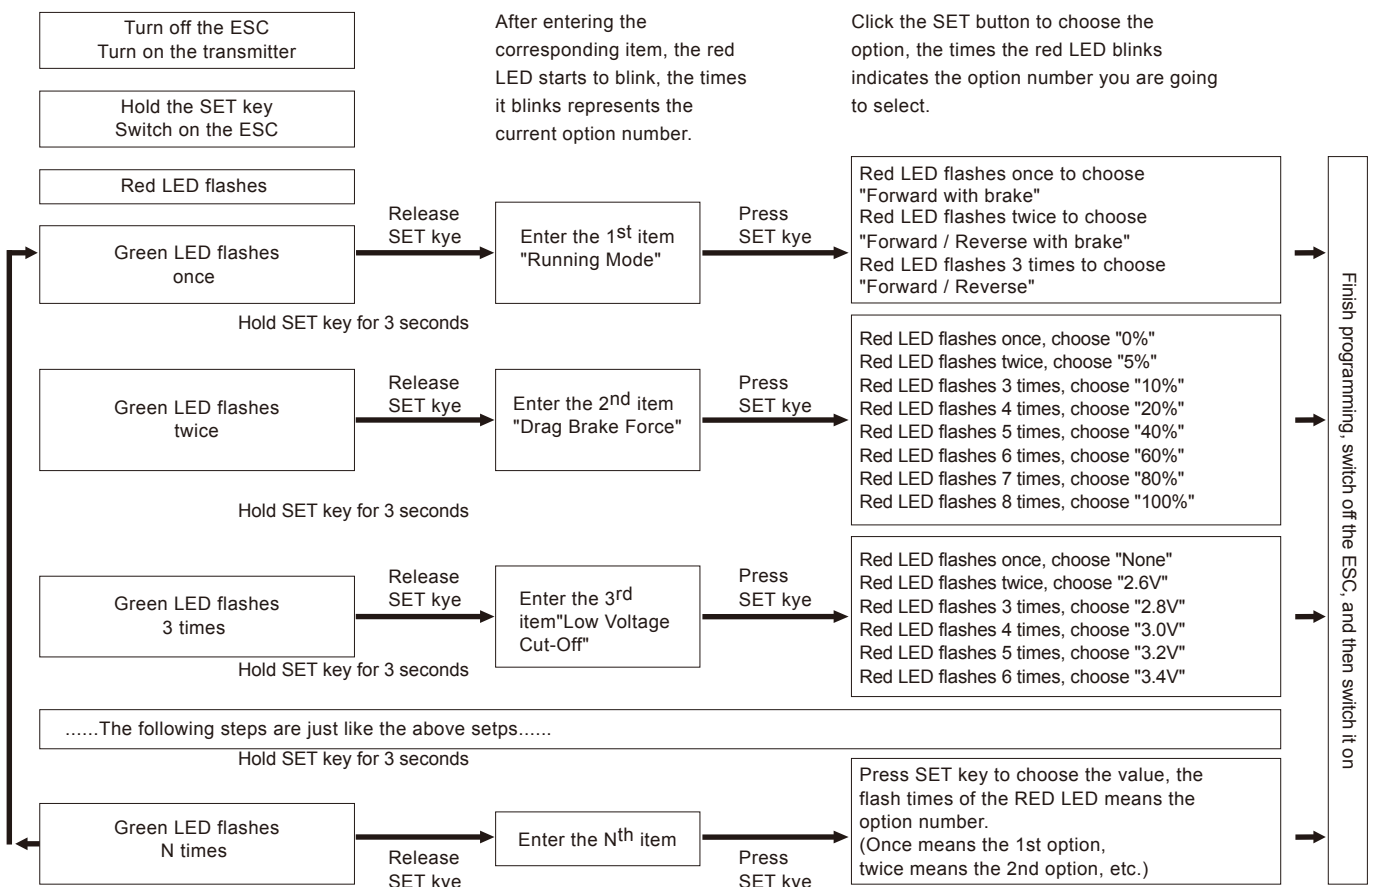 Turn off the ESC
Turn on the transmitter
After entering the
corresponding item, the red
LED starts to blink, the times
it blinks represents the
current option number.
Click the SET button to choose the
option, the times the red LED blinks
indicates the option number you are going
to select.
Hold the SET key
Switch on the ESC
Red LED flashes
Green LED flashes
once
Release
SET kye
Enter the 1st item
"Running Mode"
Press
SET kye
Red LED flashes once to choose
"Forward with brake"
Red LED flashes twice to choose
"Forward / Reverse with brake"
Red LED flashes 3 times to choose
"Forward / Reverse"
Hold SET key for 3 seconds
Green LED flashes
twice
Release
SET kye
Enter the 2nd item
"Drag Brake Force"
Press
SET kye
Red LED flashes once, choose "0%"
Red LED flashes twice, choose "5%"
Red LED flashes 3 times, choose "10%"
Red LED flashes 4 times, choose "20%"
Red LED flashes 5 times, choose "40%"
Red LED flashes 6 times, choose "60%"
Red LED flashes 7 times, choose "80%"
Red LED flashes 8 times, choose "100%"
Hold SET key for 3 seconds
Green LED flashes
3 times
Release
SET kye
Enter the 3rd
item"Low Voltage
Cut-Off"
Press
SET kye
Red LED flashes once, choose "None"
Red LED flashes twice, choose "2.6V"
Red LED flashes 3 times, choose "2.8V"
Red LED flashes 4 times, choose "3.0V"
Red LED flashes 5 times, choose "3.2V"
Red LED flashes 6 times, choose "3.4V"
Hold SET key for 3 seconds
......The following steps are just like the above setps......
Hold SET key for 3 seconds
Green LED flashes
N times
Release
SET kye
Enter the Nth item
Press
SET kye
Press SET key to choose the value, the
flash times of the RED LED means the
option number.
(Once means the 1st option,
twice means the 2nd option, etc.)
Finish programming, switch off the ESC, and then switch it on